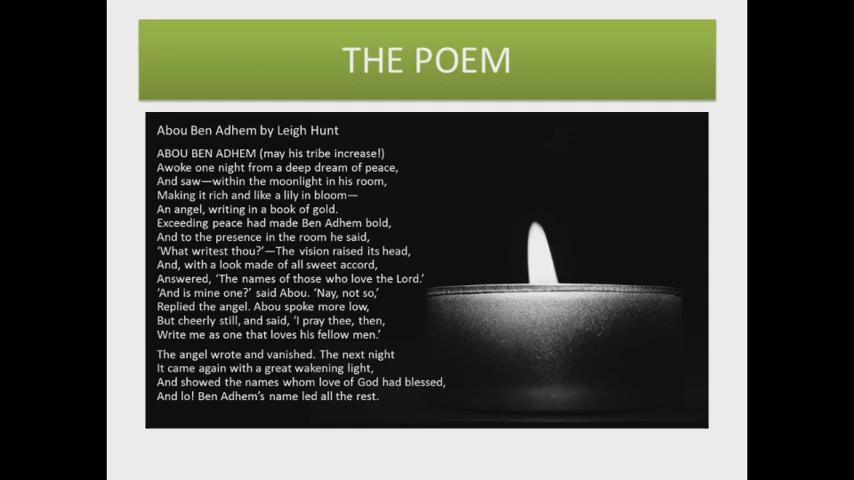 THE POEM
Abou Ben Adhem by Leigh Hunt
ABOU BEN ADHEM (may his tribe increase!)
Awoke one night from a deep dream of peace,
And saw—within the moonlight in his room,
Making it rich and like a lily in bloom—
An angel, writing in a book of gold.
Exceeding peace had made Ben Adhem bold,
And to the presence in the room he said,
‘What writest thou?’—The vision raised its head,
And, with a look made of all sweet accord,
Answered, ‘The names of those who love the Lord.’
‘And is mine one?’ said Abou. ‘Nay, not so,’
Replied the angel. Abou spoke more low,
But cheerly still, and said, ‘I pray thee, then,
Write me as one that loves his fellow men.’
The angel wrote and vanished. The next night
It came again with a great wakening light,
And showed the names whom love of God had blessed,
And lo! Ben Adhem’s name led all the rest.